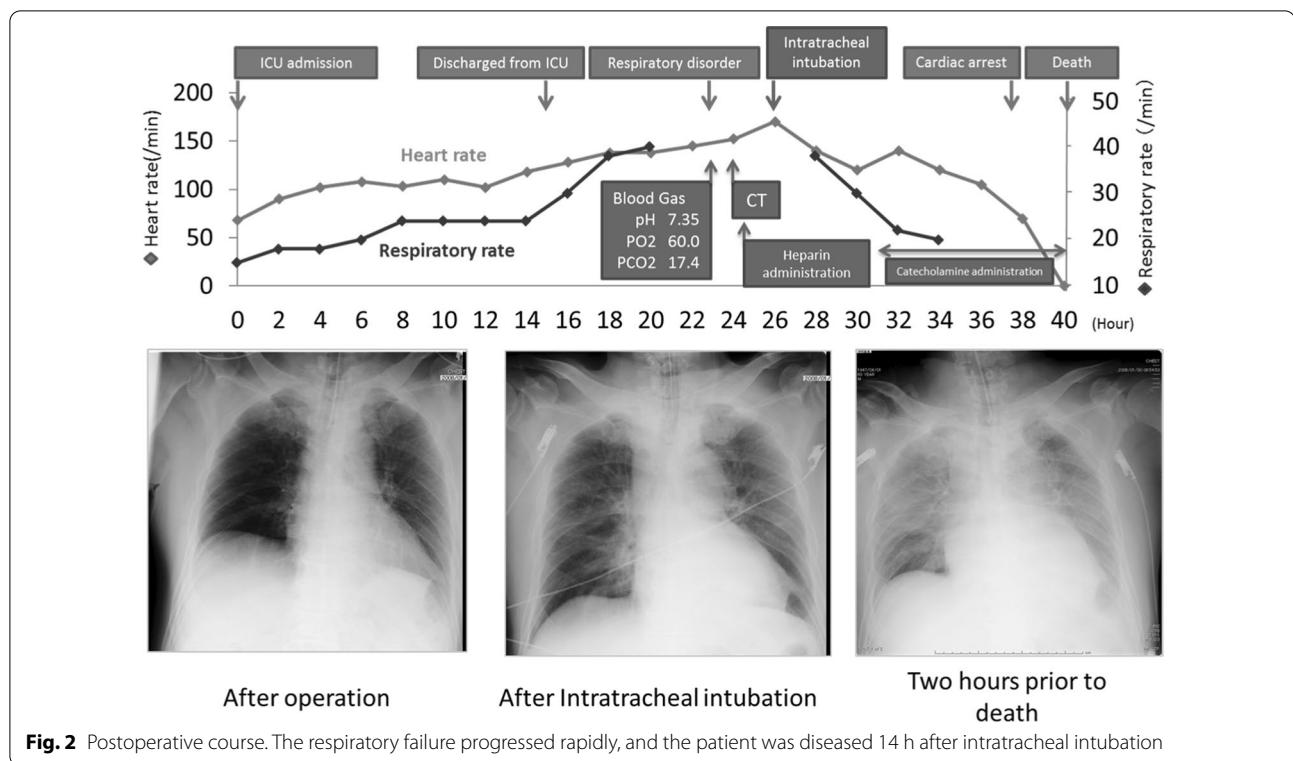 ICU admission
Discharged from ICU
Respiratory disorder
Intratracheal
intubation
Cardiac arrest
Death
200
150
100
50
0
Heart rate(/min)
50
40
30
20
10
Respiratory rate (/min)
Heart rate
Respiratory rate
Blood Gas
pH 7.35
PO2 60.0
PCO2 17.4
CT
Heparin
administration
Catecholamine administration
0 2 4 6 8 10 12 14 16 18 20 22 24 26 28 30 32 34 36 38 40 (Hour)
CHEST
After operation
After Intratracheal intubation
Two hours prior to
death
Fig. 2 Postoperative course. The respiratory failure progressed rapidly, and the patient was diseased 14 h after intratracheal intubation